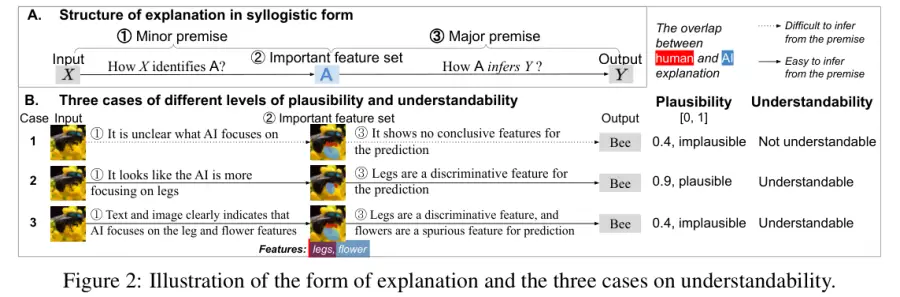 A. Structure of explanation in syllogistic form
① Minor premise
③ Major premise
Input
② Important feature set
Output
X
How X identifies A?
A
How A infers Y ?
Y
The overlap
between
human and AI
explanation
Difficult to infer
from the premise
Easy to infer
from the premise
B. Three cases of different levels of plausibility and understandability
Plausibility
[0, 1]
Understandability
Case Input
② Important feature set
Output
1
① It is unclear what AI focuses on
③ It shows no conclusive features for
the prediction
Bee
0.4, implausible
Not understandable
2
① It looks like the AI is more
focusing on legs
③ Legs are a discriminative feature for
the prediction
Bee
0.9, plausible
Understandable
3
① Text and image clearly indicates that
AI focuses on the leg and flower features
③ Legs are a discriminative feature, and
flowers are a spurious feature for prediction
Bee
0.4, implausible
Understandable
Features: legs, flower
Figure 2: Illustration of the form of explanation and the three cases on understandability.